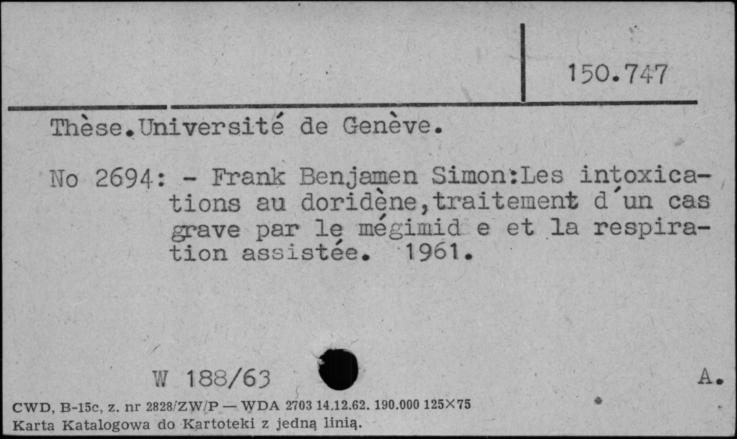 150.747
Thèse.Université de Genève.
No 2694: - Frank Benjamen Simon:Les intoxica-
tions au doridène,traitement d'un cas
grave par le mégimid e et la respira-
tion assistée. 1961.
W 188/63
A.
CWD, B-15c, z. nr 2828/ZW/P — WDA 2703 14.12.62. 190.000 125×75
Karta Katalogowa do Kartoteki z jedną linią.